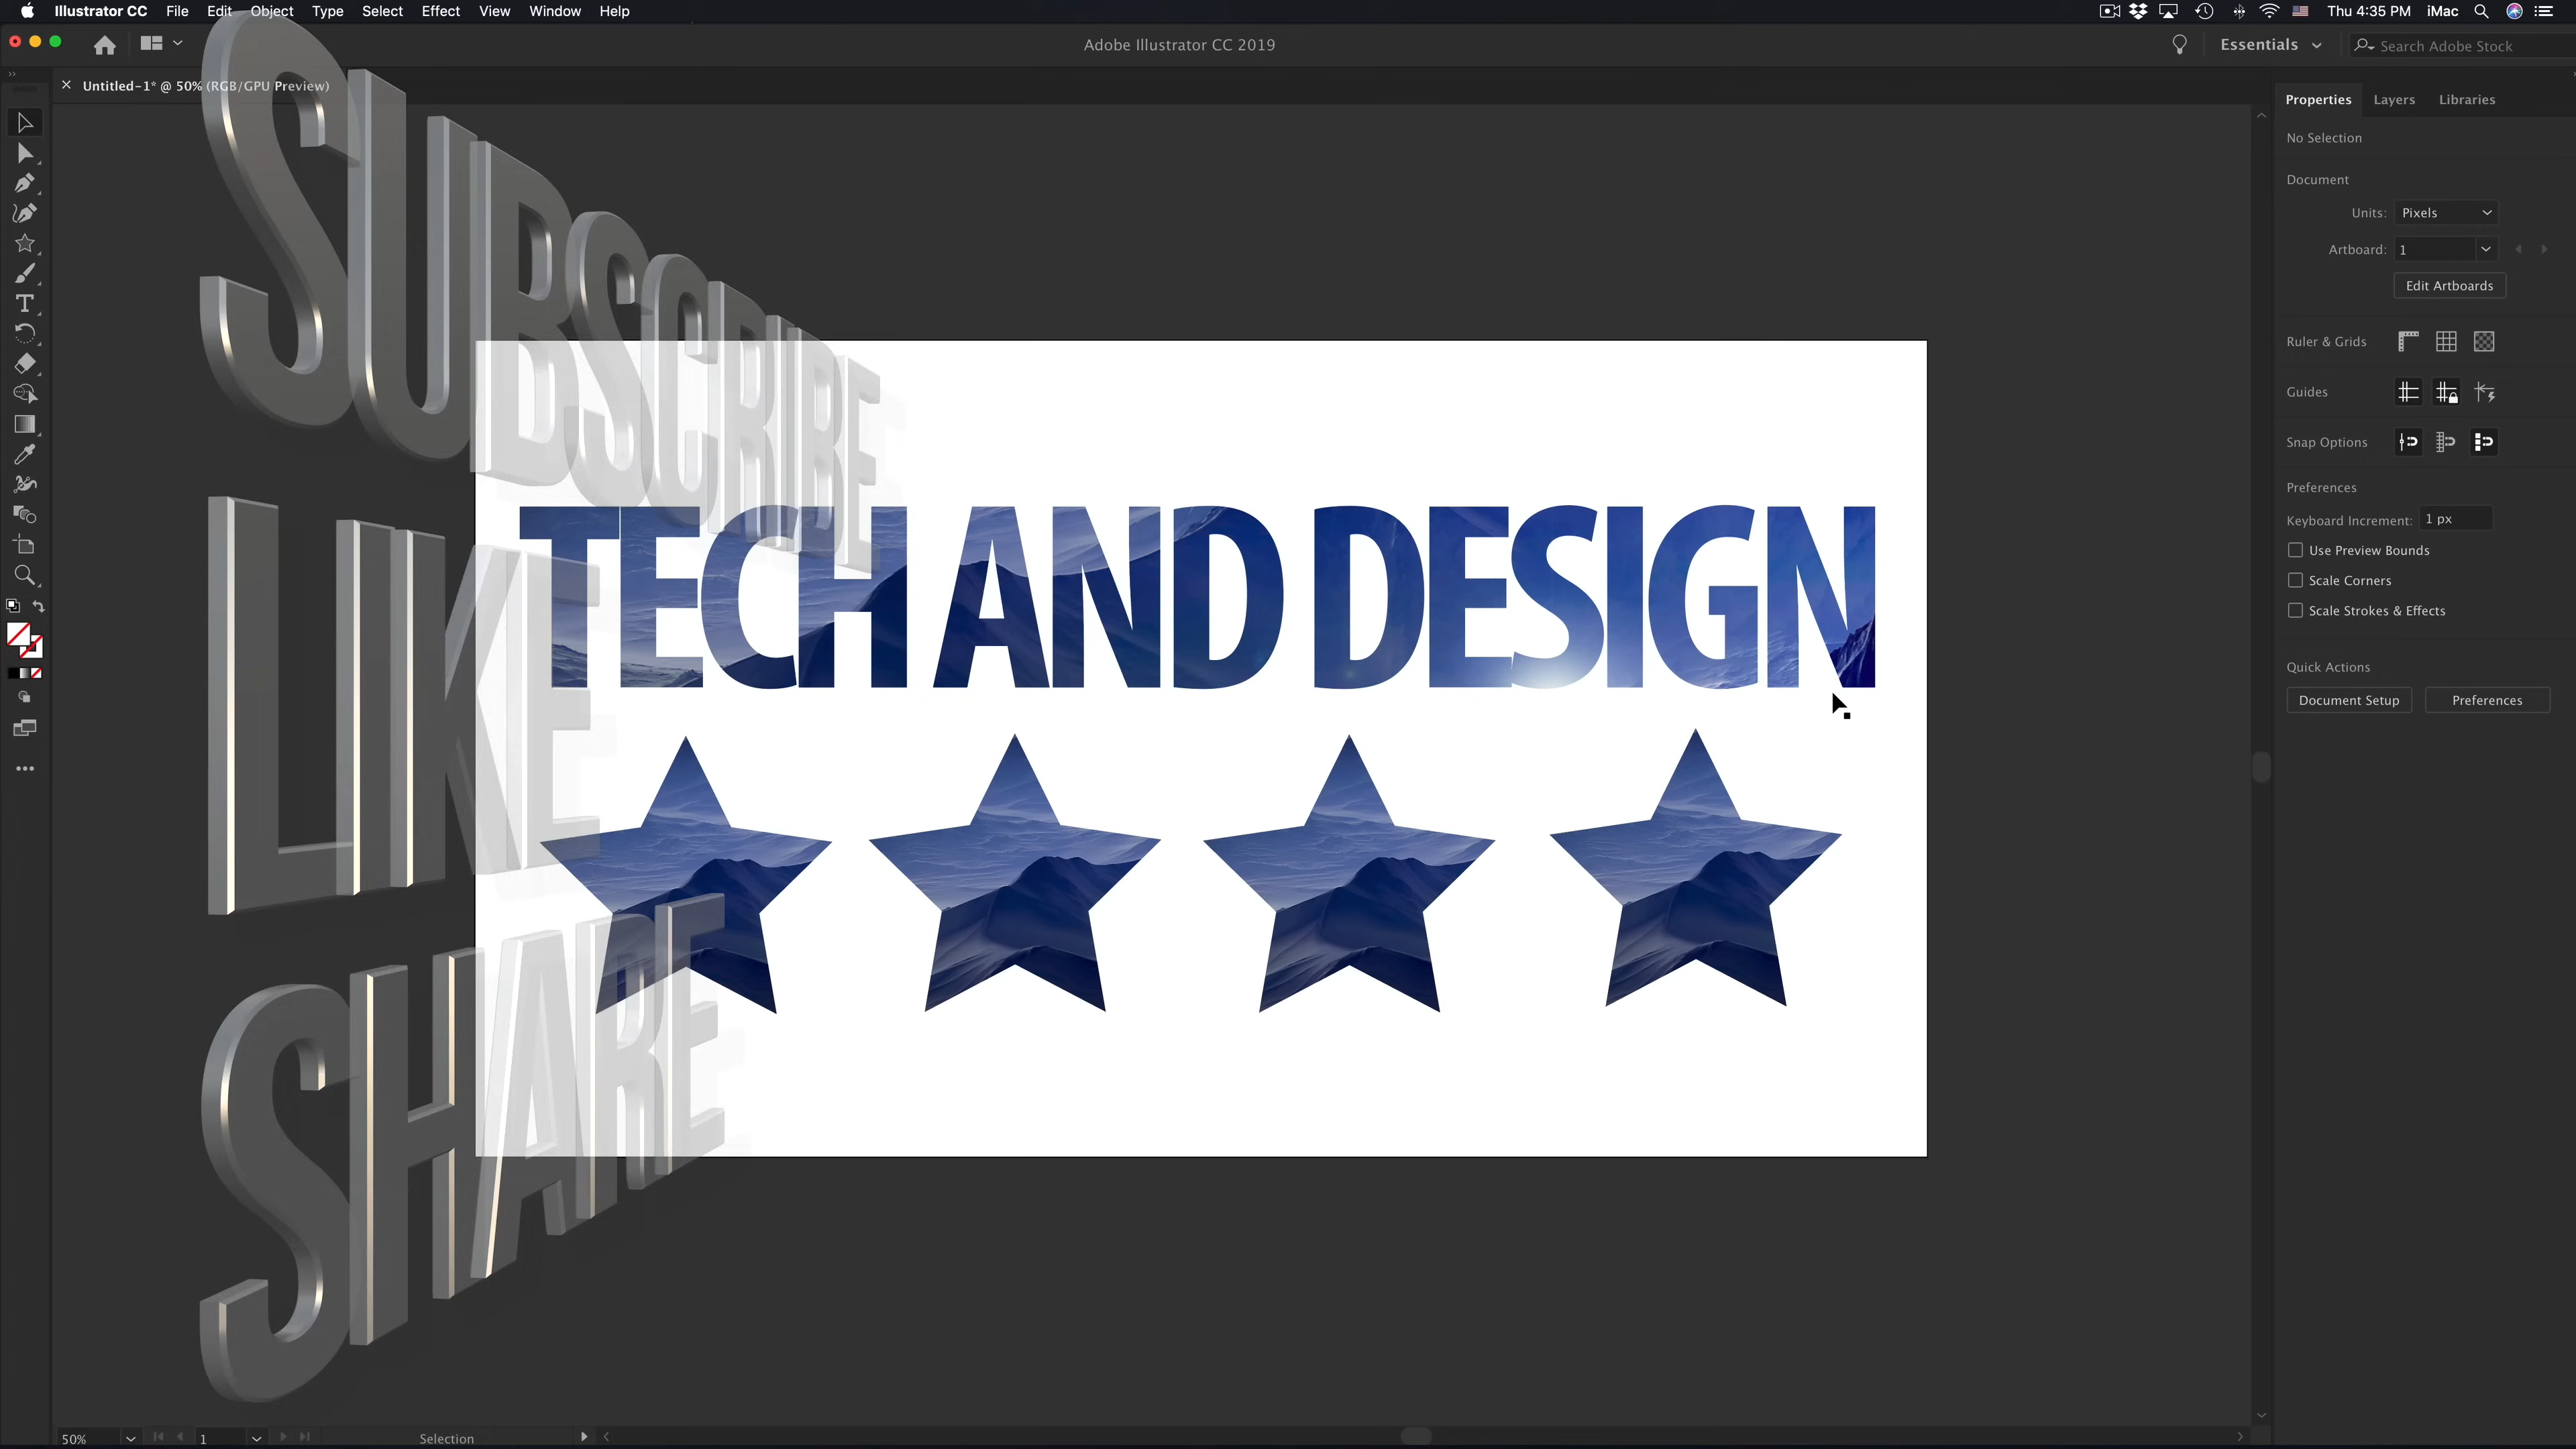 Illustrator CC File Edit Object Type Select Effect View Window Help Thu 4:35 PM iMac
Adobe Illustrator CC 2019 Essentials Search Adobe Stock
Untitled-1* @ 50% (RGB/GPU Preview)
Properties Layers Libraries
No Selection
Document
Units: Pixels
Artboard: 1
Edit Artboards
Ruler & Grids
Guides
Snap Options
Preferences
Keyboard Increment: 1 px
Use Preview Bounds
Scale Corners
Scale Strokes & Effects
Quick Actions
Document Setup Preferences
SUBSCRIBE
TECH AND DESIGN
LIKE
SHARE
50% 1 Selection